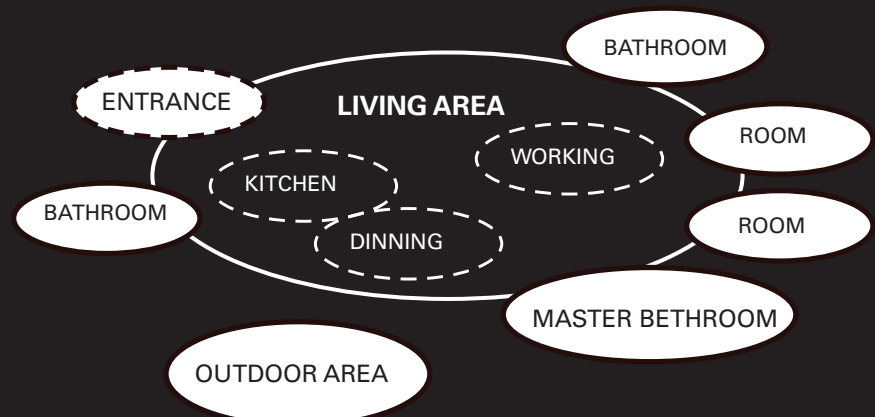 BATHROOM
ENTRANCE
LIVING AREA
ROOM
WORKING
KITCHEN
BATHROOM
ROOM
DINNING
MASTER BETHROOM
OUTDOOR AREA